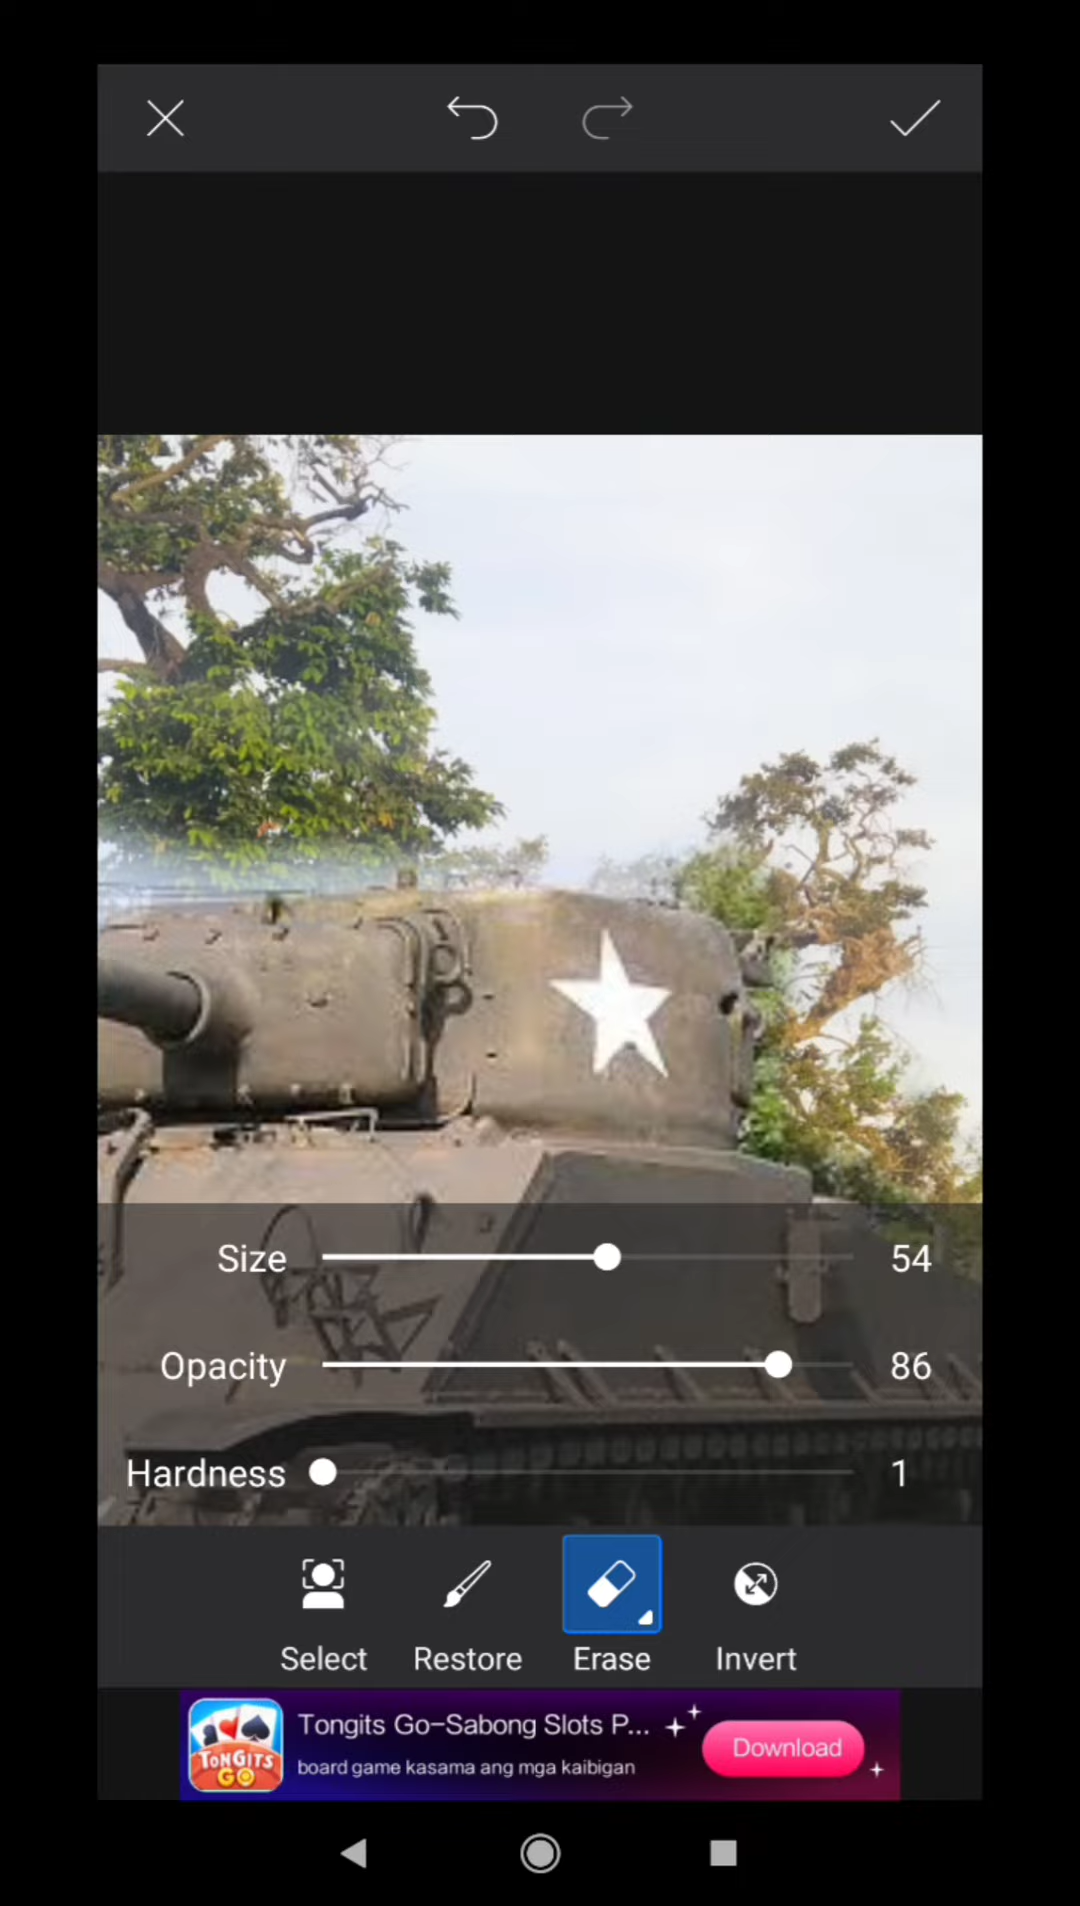 Size 54
Opacity 86
Hardness 1
Select Restore Erase Invert
Tongits Go-Sabong Slots P...
board game kasama ang mga kaibigan
Download
TONGITS
GO